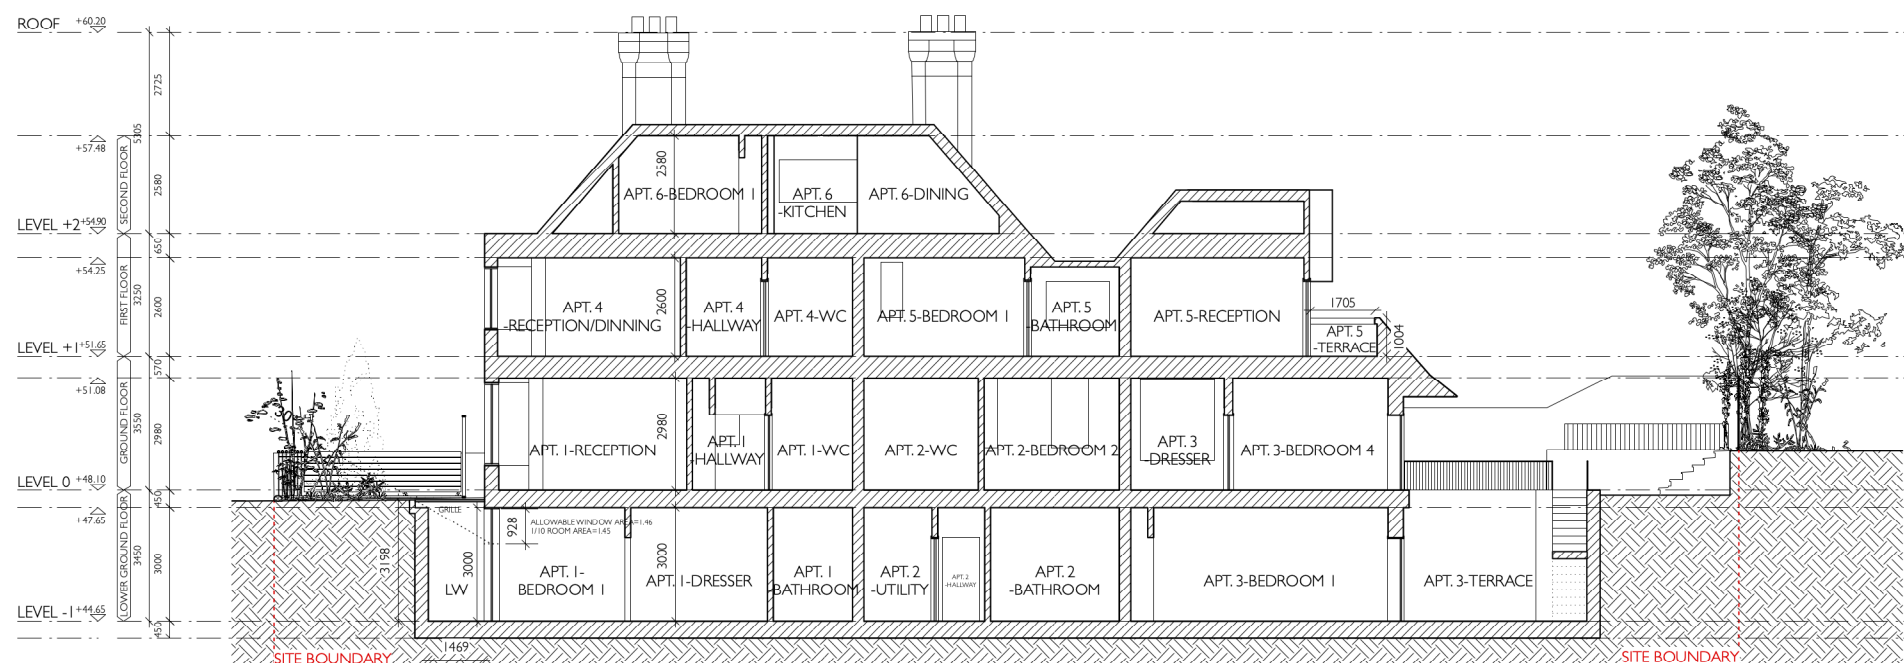 ROOF +60.20
2725
5305
+57.48
SECOND FLOOR
2580
2580
APT. 6-BEDROOM 1
APT. 6
-KITCHEN
APT. 6-DINING
LEVEL +2 +54.90
650
+54.25
FIRST FLOOR
3250
2600
APT. 4
-RECEPTION/DINNING
2600
APT. 4
-HALLWAY
APT. 4-WC
APT. 5-BEDROOM 1
APT. 5
-BATHROOM
APT. 5-RECEPTION
1705
APT. 5
-TERRACE
1004
LEVEL +1 +51.65
570
+51.08
GROUND FLOOR
3550
2980
APT. 1-RECEPTION
2980
APT. 1
-HALLWAY
APT. 1-WC
APT. 2-WC
APT. 2-BEDROOM 2
APT. 3
-DRESSER
APT. 3-BEDROOM 4
LEVEL 0 +48.10
450
+47.65
GRILLE
928
ALLOWABLE WINDOW AREA=1.46
1/10 ROOM AREA=1.45
LOWER GROUND FLOOR
3450
3000
3198
3000
LW
APT. 1-
BEDROOM 1
3000
APT. 1-DRESSER
APT. 1
-BATHROOM
APT. 2
-UTILITY
APT. 2
-HALLWAY
APT. 2
-BATHROOM
APT. 3-BEDROOM 1
APT. 3-TERRACE
LEVEL -1 +44.65
450
1469
SITE BOUNDARY
SITE BOUNDARY